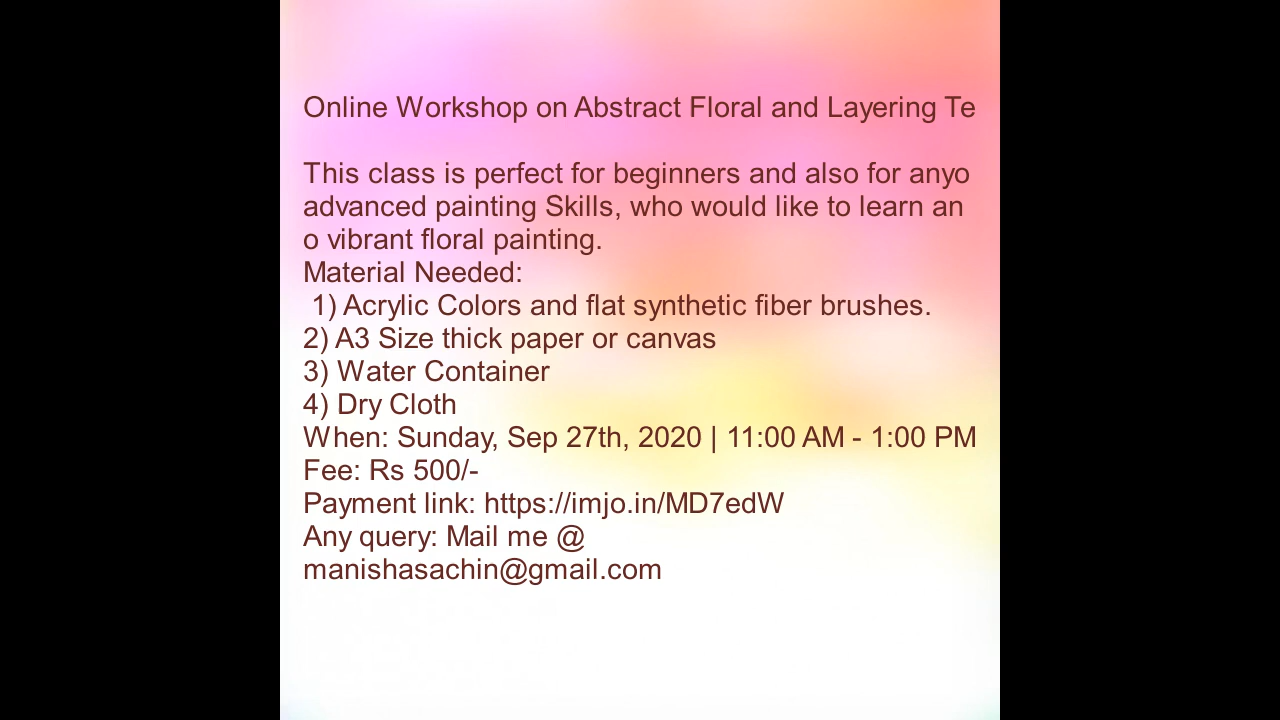 Online Workshop on Abstract Floral and Layering Te
This class is perfect for beginners and also for anyo
advanced painting Skills, who would like to learn an
o vibrant floral painting.
Material Needed:
1) Acrylic Colors and flat synthetic fiber brushes.
2) A3 Size thick paper or canvas
3) Water Container
4) Dry Cloth
When: Sunday, Sep 27th, 2020 | 11:00 AM - 1:00 PM
Fee: Rs 500/-
Payment link: https://imjo.in/MD7edW
Any query: Mail me @
manishasachin@gmail.com